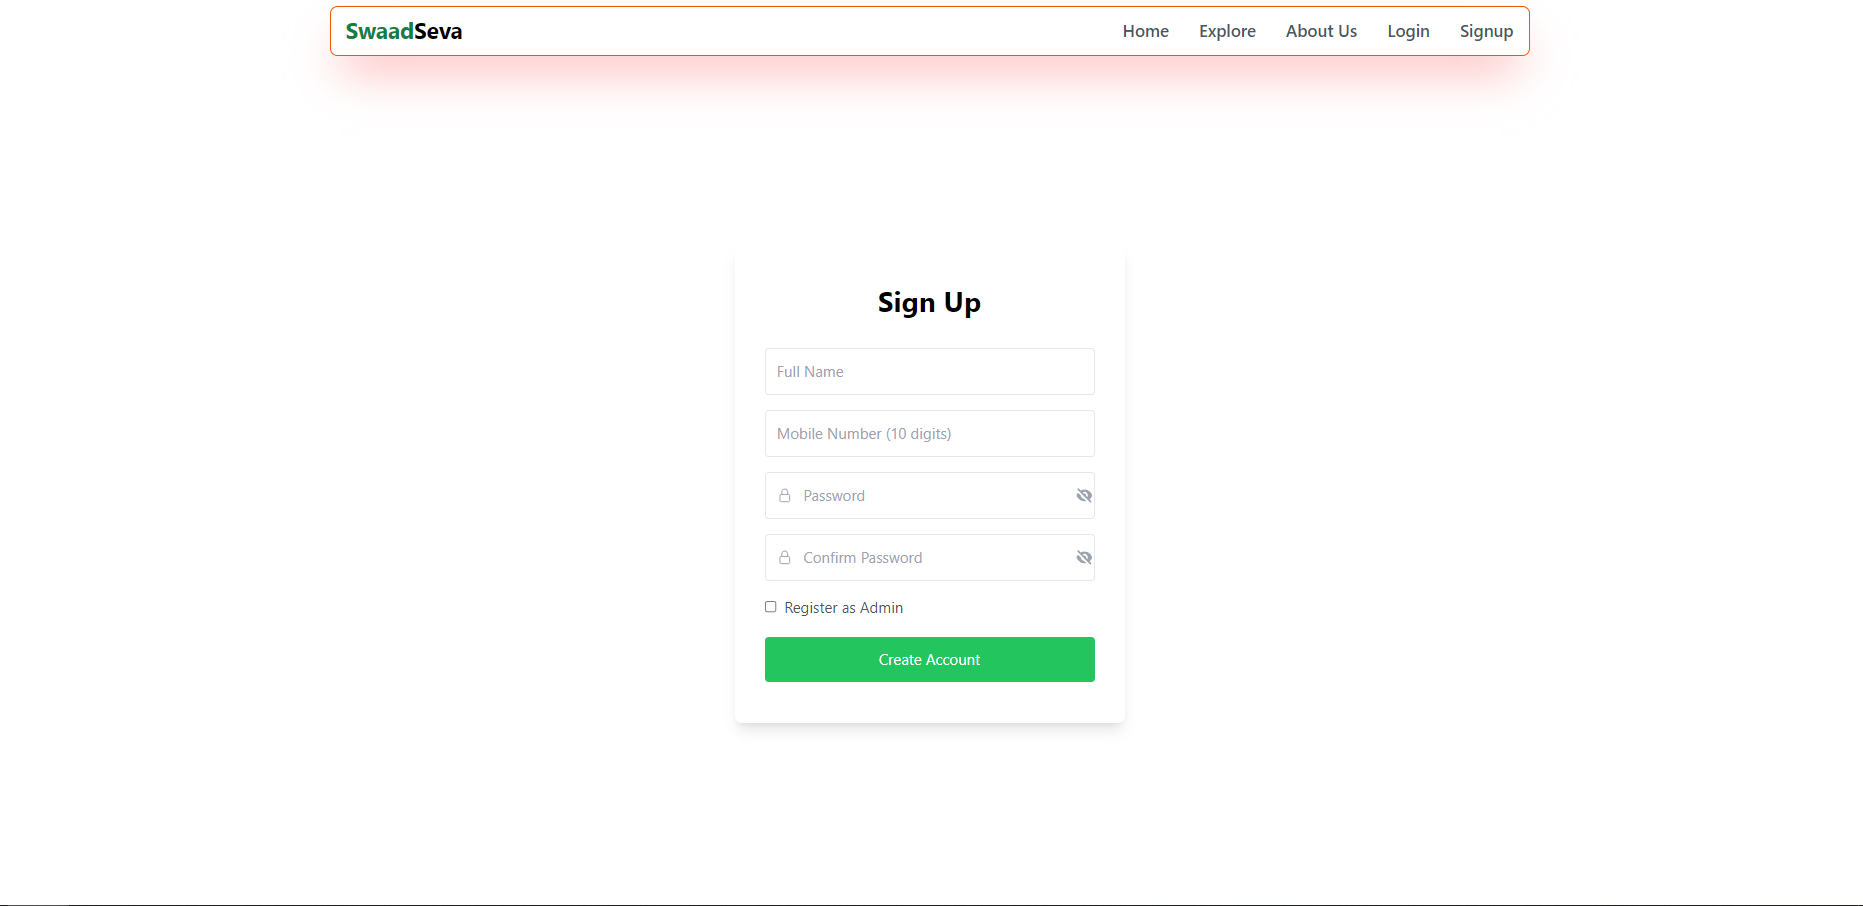 SwaadSeva
Home Explore About Us Login Signup
Sign Up
Full Name
Mobile Number (10 digits)
Password
Confirm Password
Register as Admin
Create Account